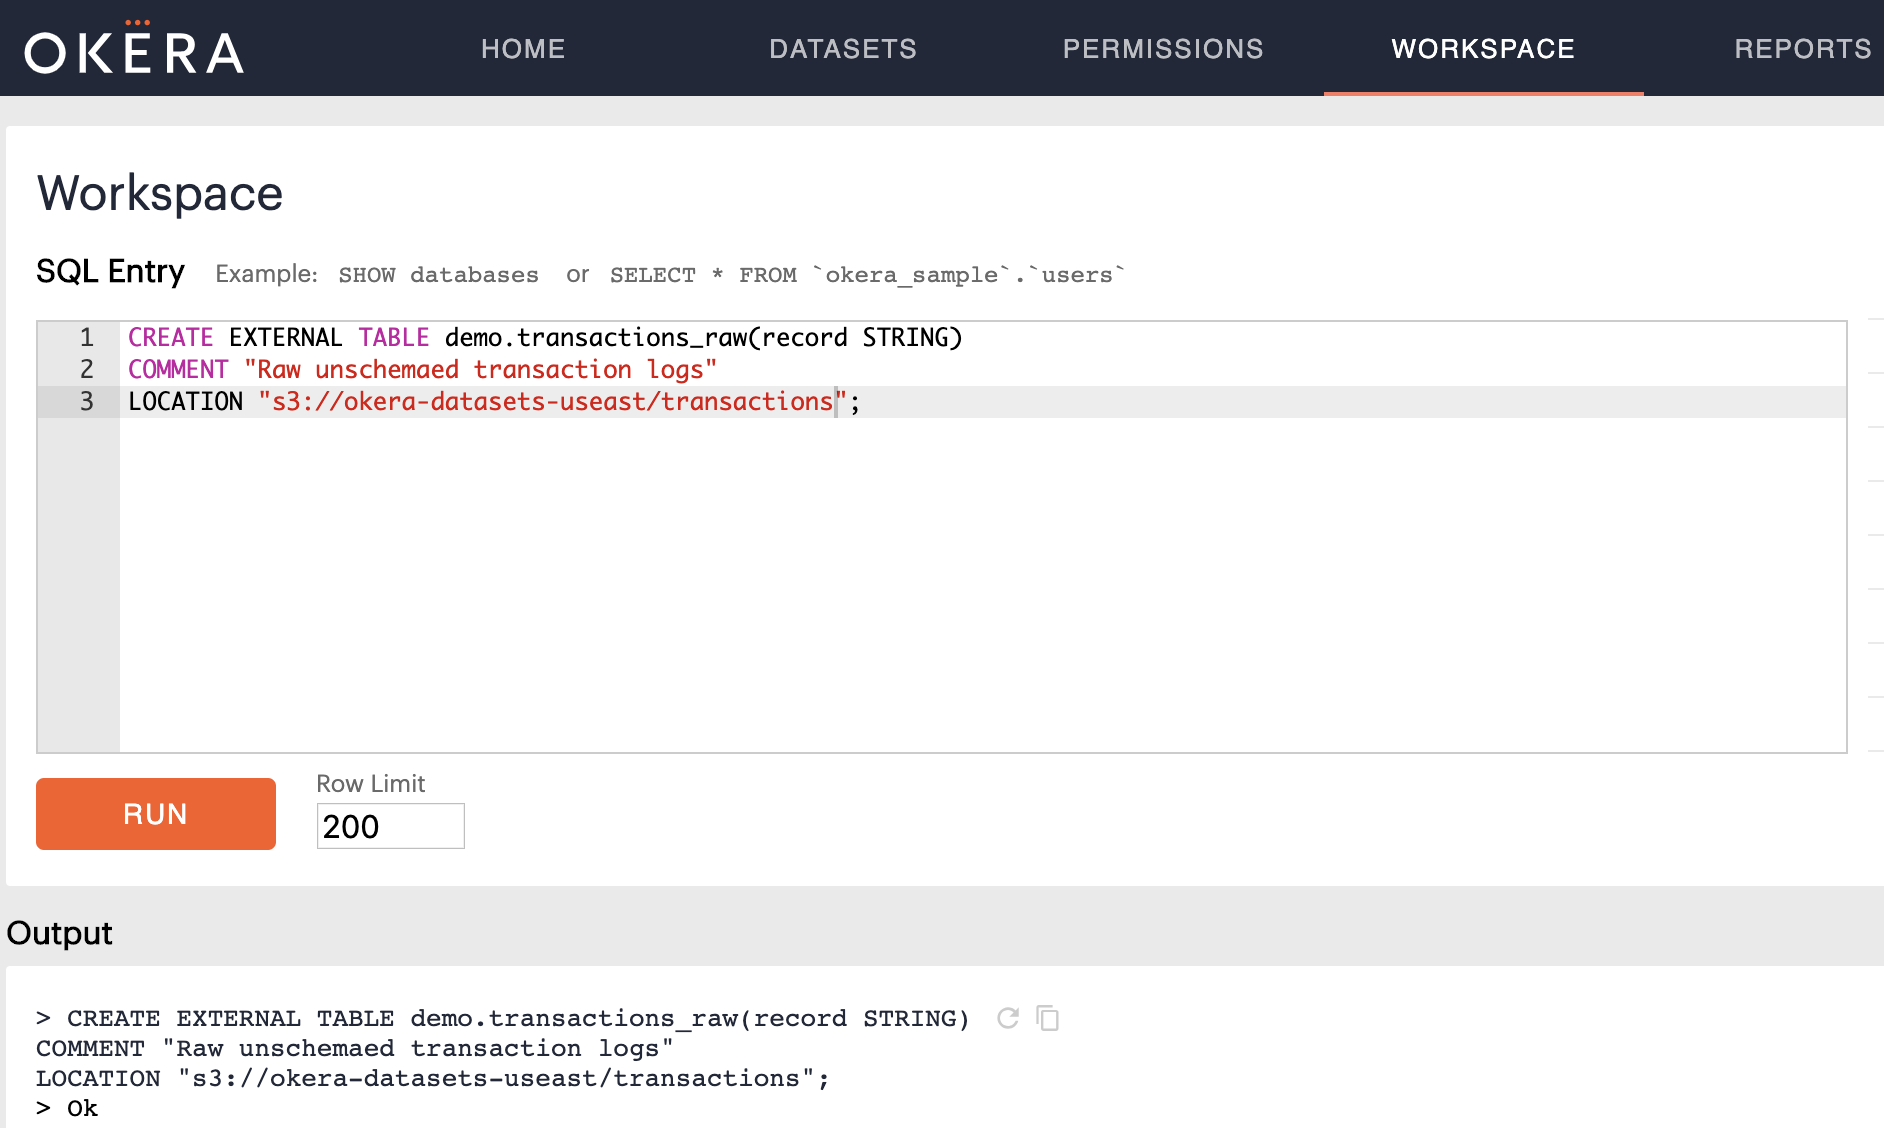 OKERA
HOME DATASETS PERMISSIONS WORKSPACE REPORTS
Workspace
SQL Entry Example: SHOW databases or SELECT * FROM `okera_sample`.`users`
1 CREATE EXTERNAL TABLE demo.transactions_raw(record STRING)
2 COMMENT "Raw unschemaed transaction logs"
3 LOCATION "s3://okera-datasets-useast/transactions";
RUN
Row Limit
200
Output
> CREATE EXTERNAL TABLE demo.transactions_raw(record STRING)
COMMENT "Raw unschemaed transaction logs"
LOCATION "s3://okera-datasets-useast/transactions";
> Ok